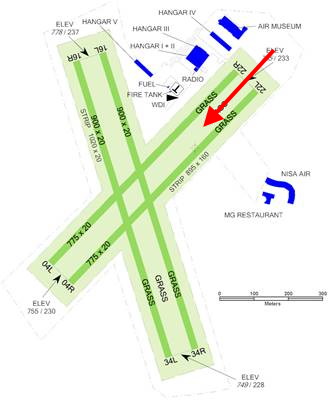 ELEV
778 / 237
HANGAR V
HANGAR IV
HANGAR III
HANGAR I + II
AIR MUSEUM
ELEV
5 / 233
RADIO
FUEL
T
FIRE TANK
WDI
16R
16L
22R
22L
900 x 20
STRIP 1020 x 20
900 x 20
GRASS
GRASS
STRIP 895 x 160
NISA AIR
MG RESTAURANT
775 x 20
775 x 20
04L
04R
ELEV
755 / 230
GRASS
GRASS
GRASS
34L
34R
ELEV
749 / 228
0
100
200
300
Meters